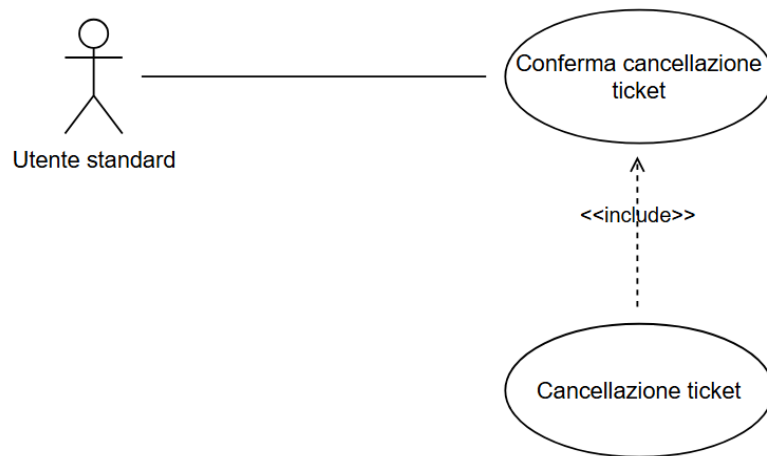 Conferma cancellazione
ticket
Utente standard
<<include>>
Cancellazione ticket